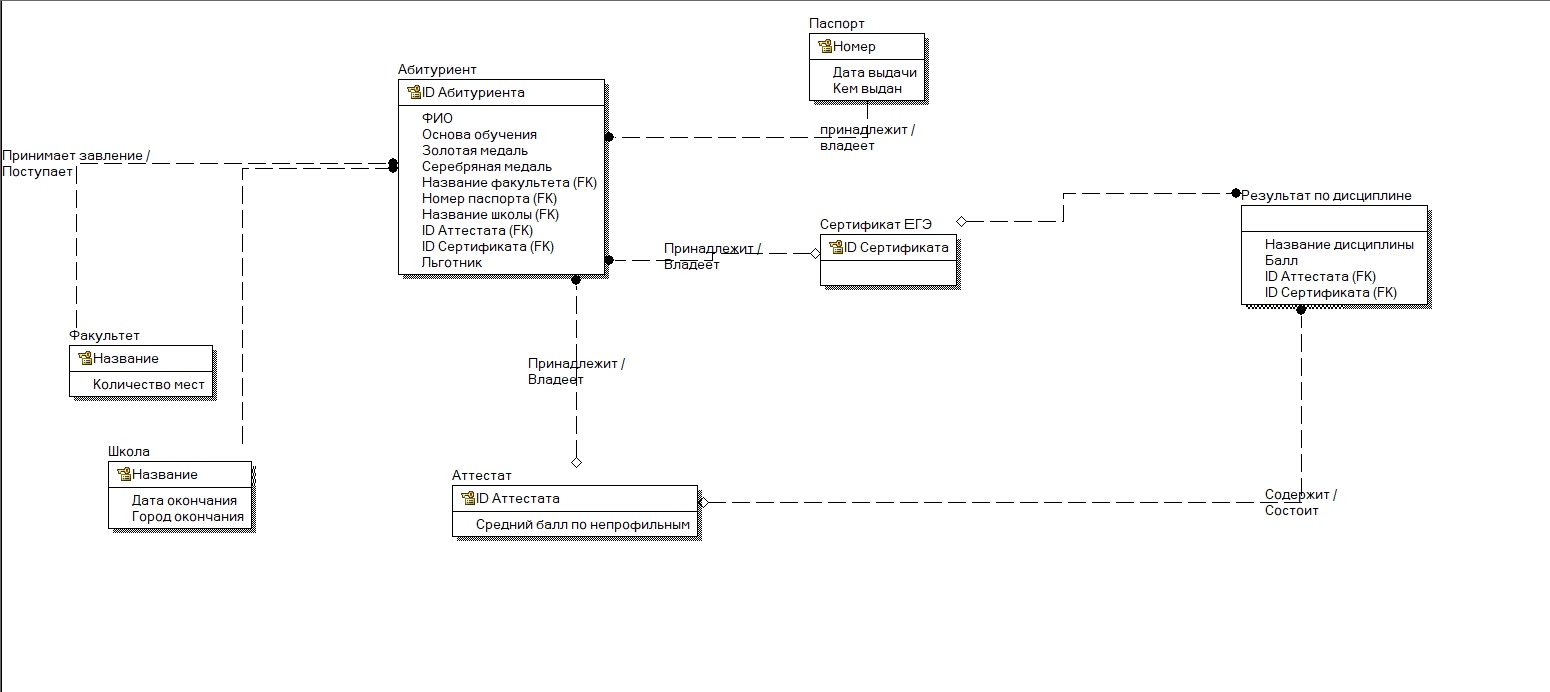 Паспорт
Номер
Дата выдачи
Кем выдан
принадлежит /
владеет
Абитуриент
ID Абитуриента
ФИО
Основа обучения
Золотая медаль
Серебряная медаль
Название факультета (FK)
Номер паспорта (FK)
Название школы (FK)
ID Аттестата (FK)
ID Сертификата (FK)
Льготник
Принимает завление /
Поступает
Результат по дисциплине
Название дисциплины
Балл
ID Аттестата (FK)
ID Сертификата (FK)
Сертификат ЕГЭ
ID Сертификата
Принадлежит /
Владеет
Факультет
Название
Количество мест
Принадлежит /
Владеет
Школа
Название
Дата окончания
Город окончания
Аттестат
ID Аттестата
Средний балл по непрофильным
Содержит /
Состоит